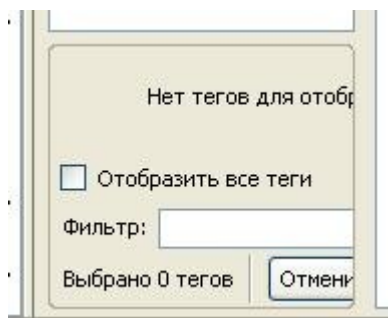 Нет тегов для отобр
Отобразить все теги
Фильтр:
Выбрано 0 тегов Отмени